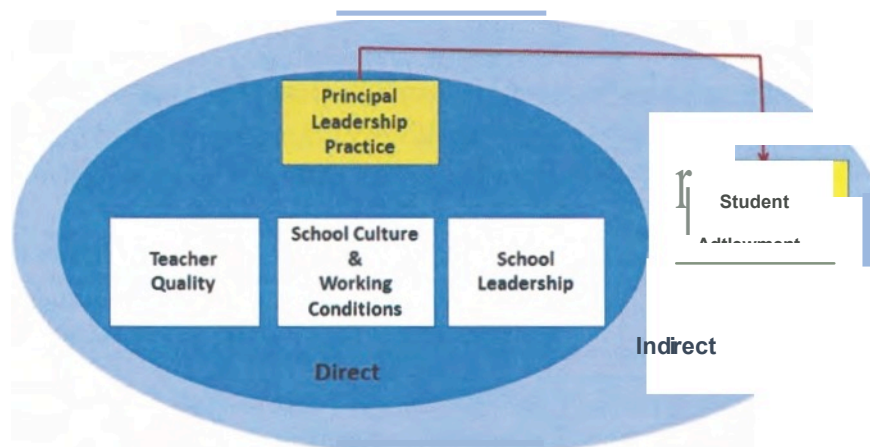 Principal
Leadership
Practice
Student
Teacher
Quality
School Culture
&
Working
Conditions
School
Leadership
Indirect
Direct